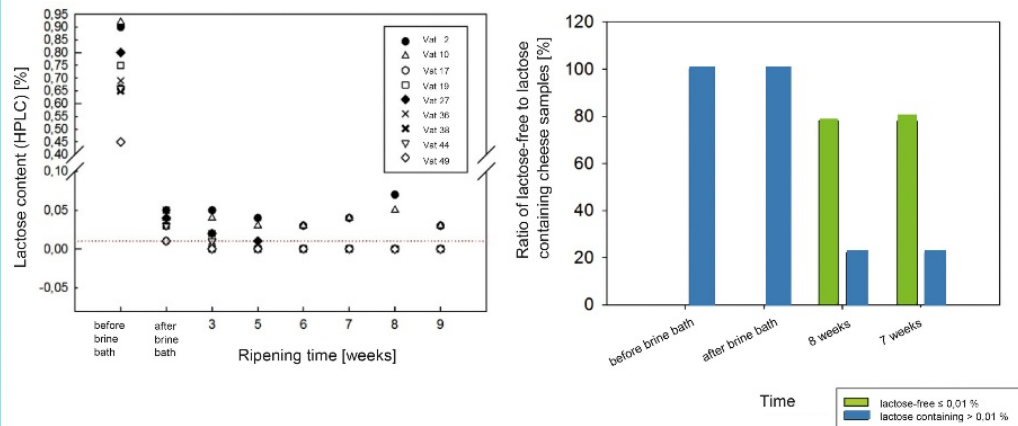 Lactose content (HPLC) [%]
0,95
0,90
0,85
0,80
0,75
0,70
0,65
0,60
0,55
0,50
0,45
0,40
0,10
0,05
0,00
-0,05
Vat 2
Vat 10
Vat 17
Vat 19
Vat 27
Vat 36
Vat 38
Vat 44
Vat 49
before
brine
bath
after
brine
bath
3
5
6
7
8
9
Ripening time [weeks]
Ratio of lactose-free to lactose
containing cheese samples [%]
120
100
80
60
40
20
0
before brine bath
after brine bath
8 weeks
7 weeks
Time
lactose-free ≤ 0,01 %
lactose containing > 0,01 %